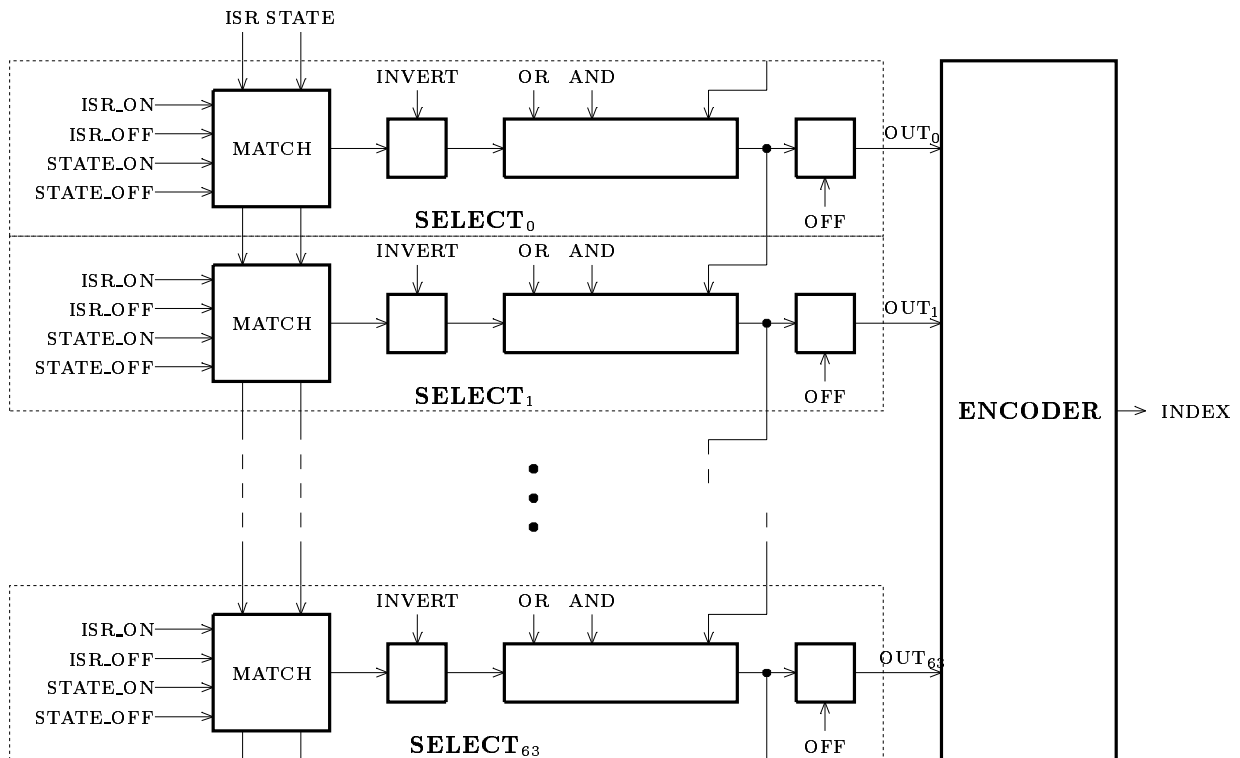 ISR STATE
INVERT OR AND
ISR_ON
ISR_OFF
STATE_ON
STATE_OFF
MATCH
OUT₀
OFF
SELECT₀
INVERT OR AND
ISR_ON
ISR_OFF
STATE_ON
STATE_OFF
MATCH
OUT₁
OFF
SELECT₁
ENCODER
INDEX
INVERT OR AND
ISR_ON
ISR_OFF
STATE_ON
STATE_OFF
MATCH
OUT₆₃
OFF
SELECT₆₃